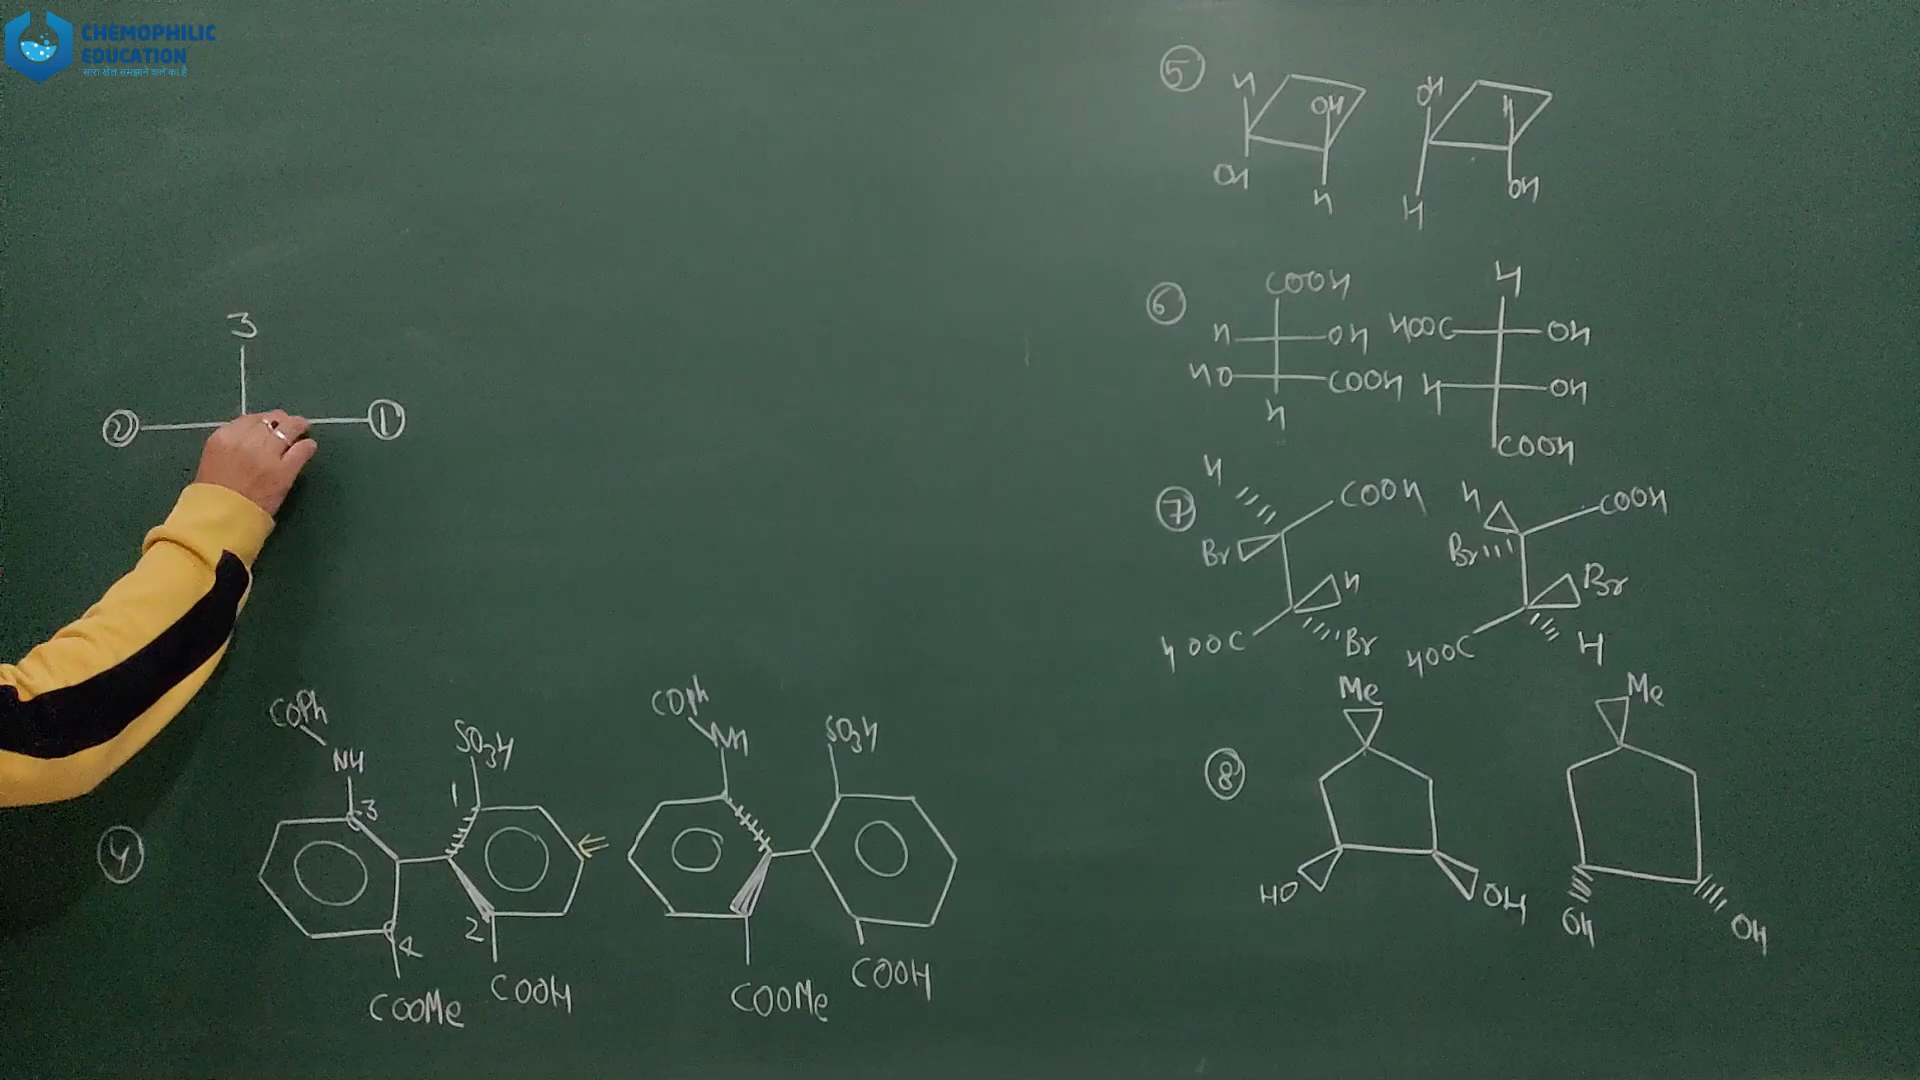 CHEMOPHILIC
EDUCATION
सारा खेल समझाने वाले का है
3
2
1
4
COPh
NH
3
4
COOMe
SO3H
1
2
COOH
COPh
NH
COOMe
SO3H
COOH
5
H
OH
OH
H
OH
H
H
OH
6
COOH
H OH
HO COOH
H
H
HOOC OH
H OH
COOH
7
H
COOH
Br
H
HOOC
Br
H
COOH
Br
Br
HOOC
H
8
Me
HO
OH
Me
OH
OH